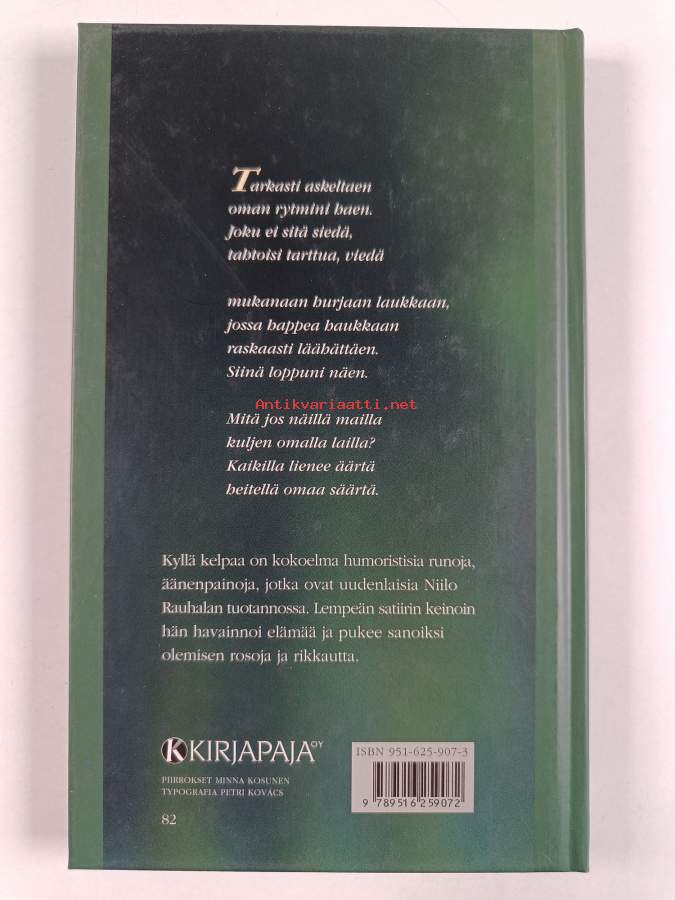 Tarkasti askeltaen
oman rytmini haen.
Joku ei sitä siedä,
tahtoisi tarttua, viedä
mukanaan hurjaan laukkaan,
jossa happea haukkaan
raskaasti läähättäen.
Siinä loppuni näen.
Antikvariaatti.net
Mitä jos näillä mailla
kuljen omalla lailla?
Kaikilla lienee äärtä
heitellä omaa säärtä.
Kyllä kelpaa on kokoelma humoristisia runoja,
äänenpainoja, jotka ovat uudenlaisia Niilo
Rauhalan tuotannossa. Lempeän satiirin keinoin
hän havainnoi elämää ja pukee sanoiksi
olemisen rosoja ja rikkautta.
K KIRJAPAJA OY
ISBN 951-625-907-3
PIIRROKSET MINNA KOSUNEN
TYPOGRAFIA PETRI KOVÁCS
9 789516 259072
82